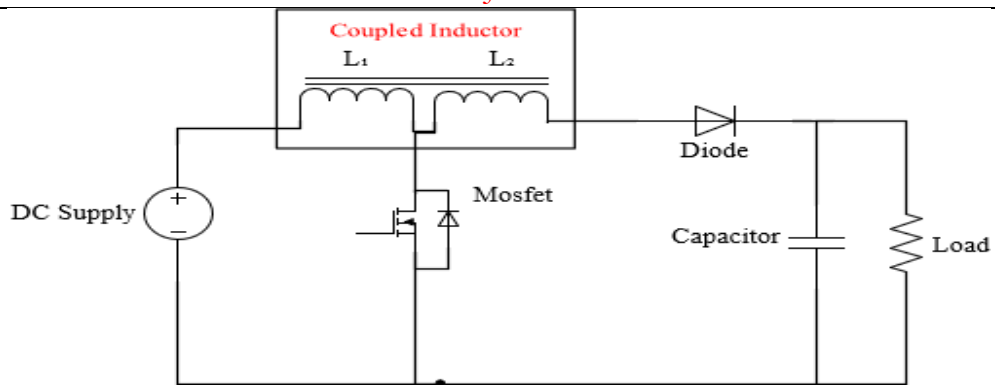 Coupled Inductor
L₁ L₂
Diode
DC Supply
+
−
Mosfet
Capacitor
Load